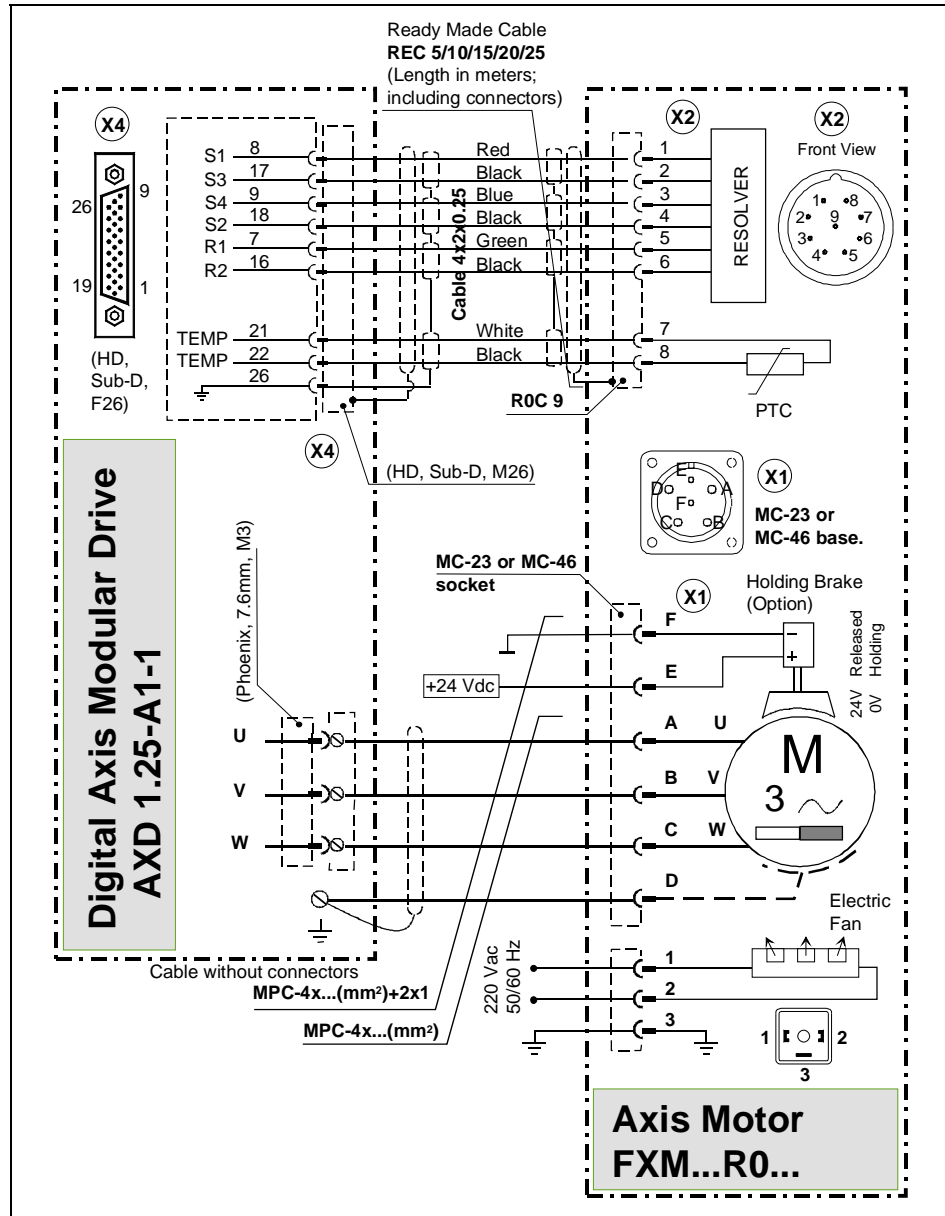 Ready Made Cable
REC 5/10/15/20/25
(Length in meters;
including connectors)
X4
X2
X2
Front View
S1 8 Red 1
S3 17 Black 2
S4 9 Blue 3
S2 18 Black 4
R1 7 Green 5
R2 16 Black 6
TEMP 21 White 7
TEMP 22 Black 8
26
26
9
19
1
(HD,
Sub-D,
F26)
Cable 4x2x0.25
RESOLVER
1 8
2 9 7
3 6
4 5
R0C 9
PTC
X4
(HD, Sub-D, M26)
E
D A
F
C B
X1
MC-23 or
MC-46 base.
Digital Axis Modular Drive
AXD 1.25-A1-1
(Phoenix, 7.6mm, M3)
MC-23 or MC-46
socket
X1
Holding Brake
(Option)
F
-
+
24V Released
0V Holding
+24 Vdc
E
U A U
V B V
W C W
D
M
3
Electric
Fan
Cable without connectors
MPC-4x...(mm²)+2x1
MPC-4x...(mm²)
220 Vac
50/60 Hz
1
2
3
1 2
3
Axis Motor
FXM...R0...